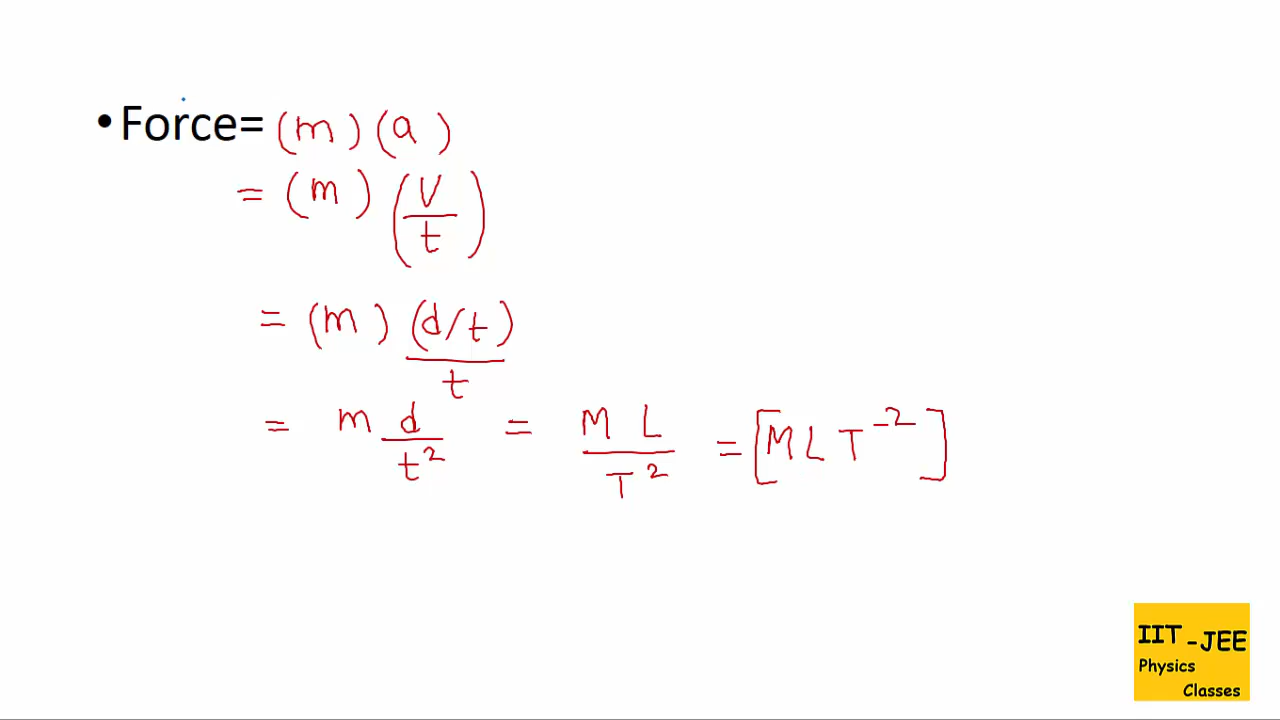 •Force= (m) (a)
= (m) (V/t)
= (m) (d/t)/t
= m d/t² = M L/T² = [M L T⁻²]
IIT-JEE
Physics
Classes